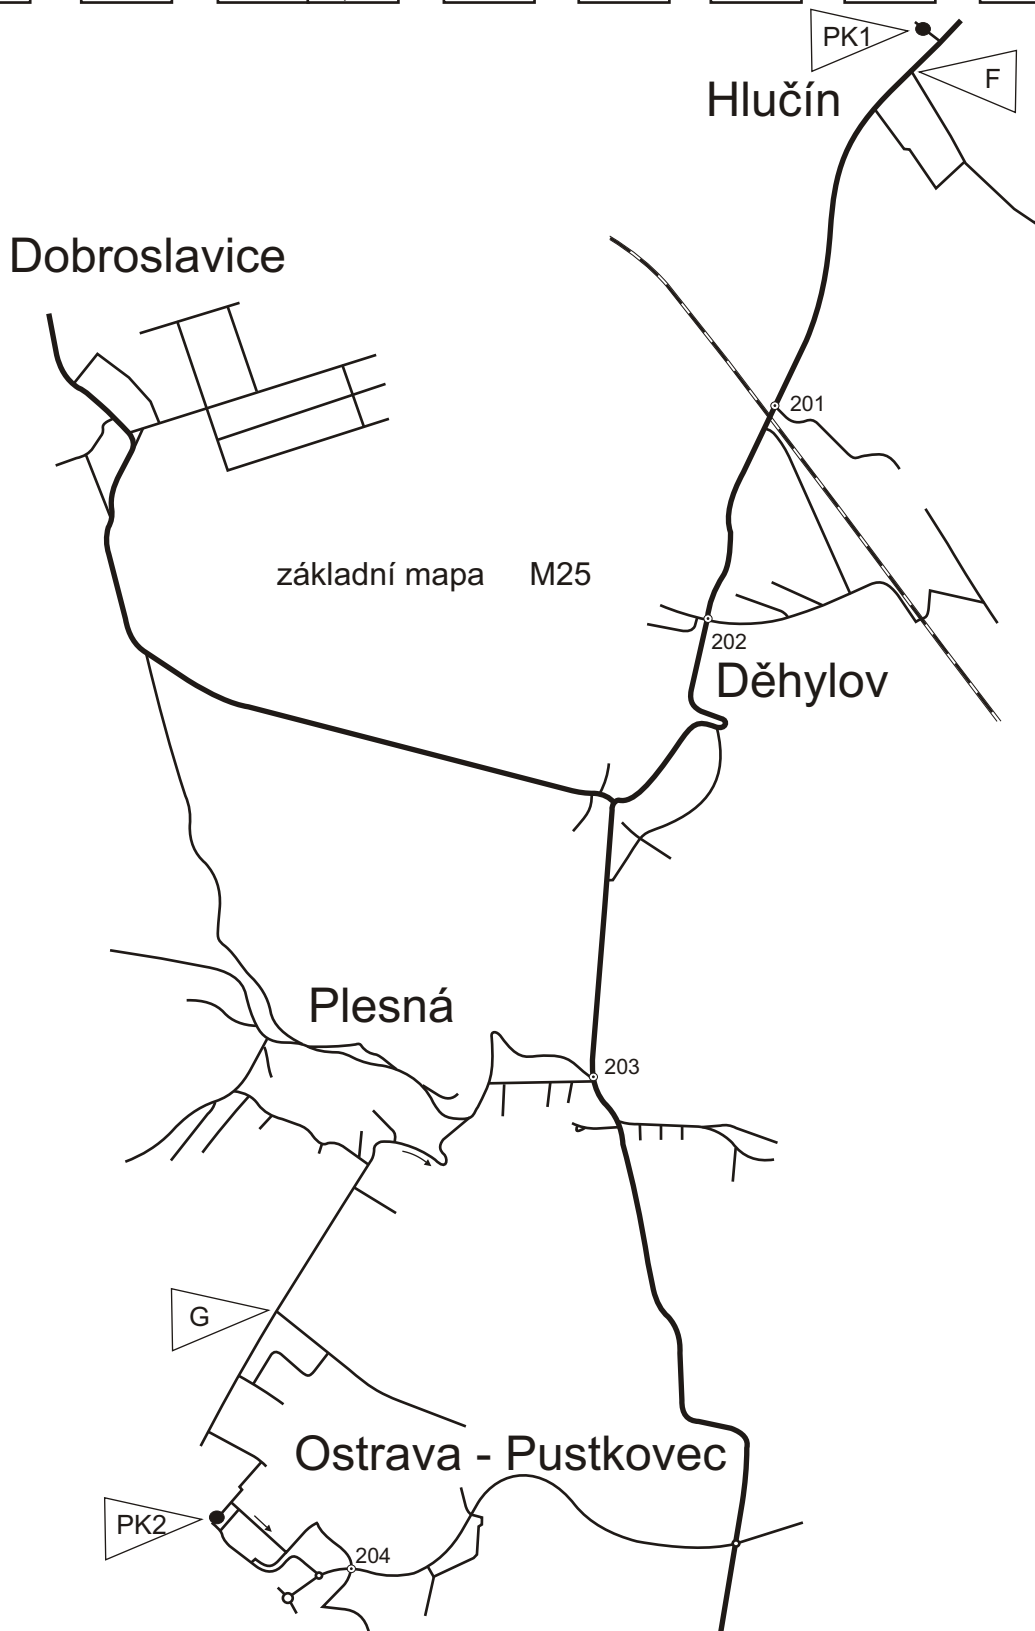 PK1
F
Hlučín
Dobroslavice
201
základní mapa M25
202
Děhylov
Plesná
203
G
Ostrava - Pustkovec
PK2
204